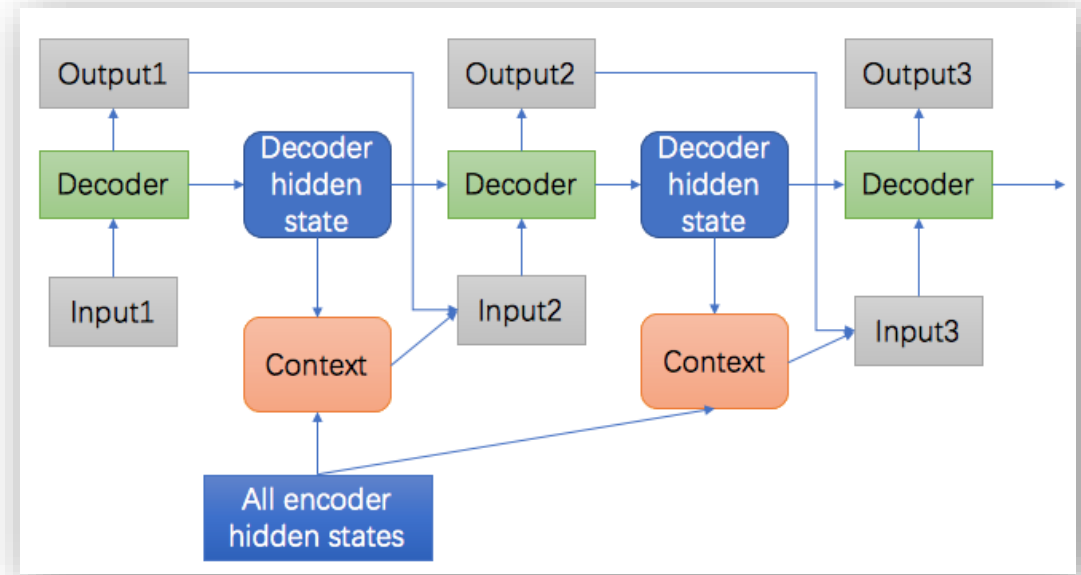 Output1
Output2
Output3
Decoder
Decoder
hidden
state
Decoder
Decoder
hidden
state
Decoder
Input1
Input2
Input3
Context
Context
All encoder
hidden states